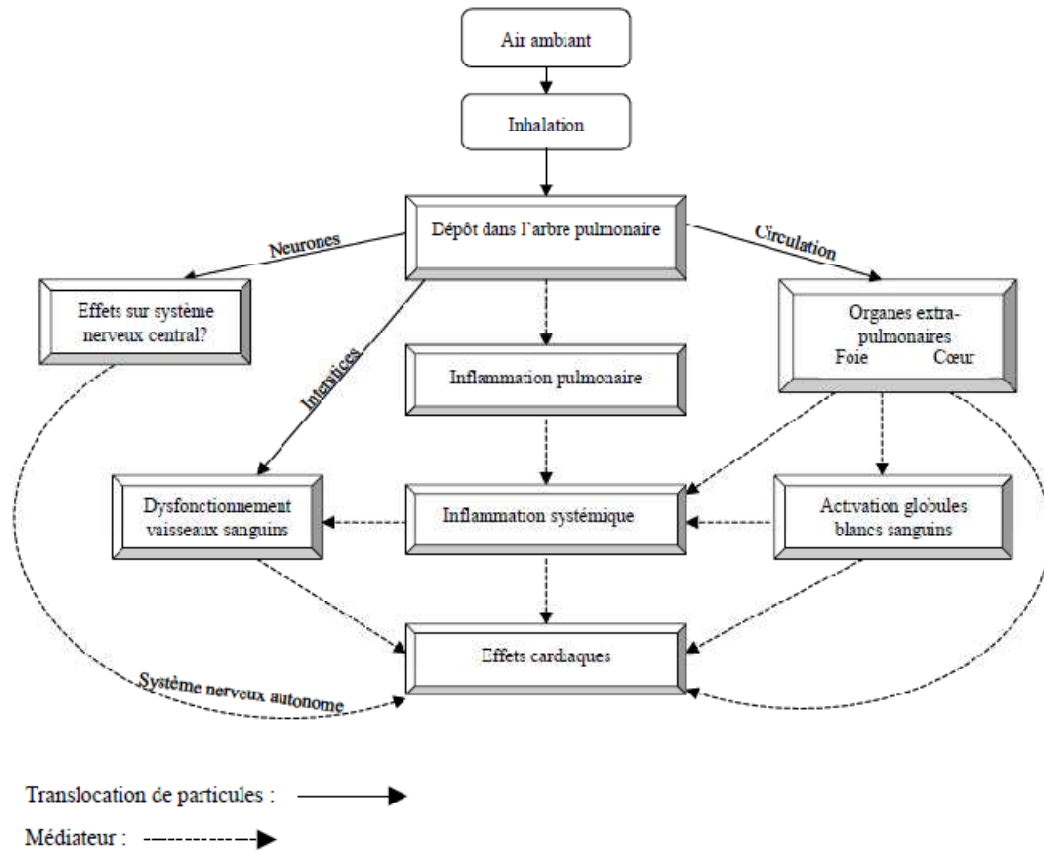 Air ambiant
Inhalation
Dépôt dans l'arbre pulmonaire
Neurones
Circulation
Effets sur système
nerveux central?
Organes extra-
pulmonaires
Foie Cœur
Interstices
Inflammation pulmonaire
Dysfonctionnement
vaisseaux sanguins
Inflammation systémique
Activation globules
blancs sanguins
Effets cardiaques
Système nerveux autonome
Translocation de particules :
Médiateur :